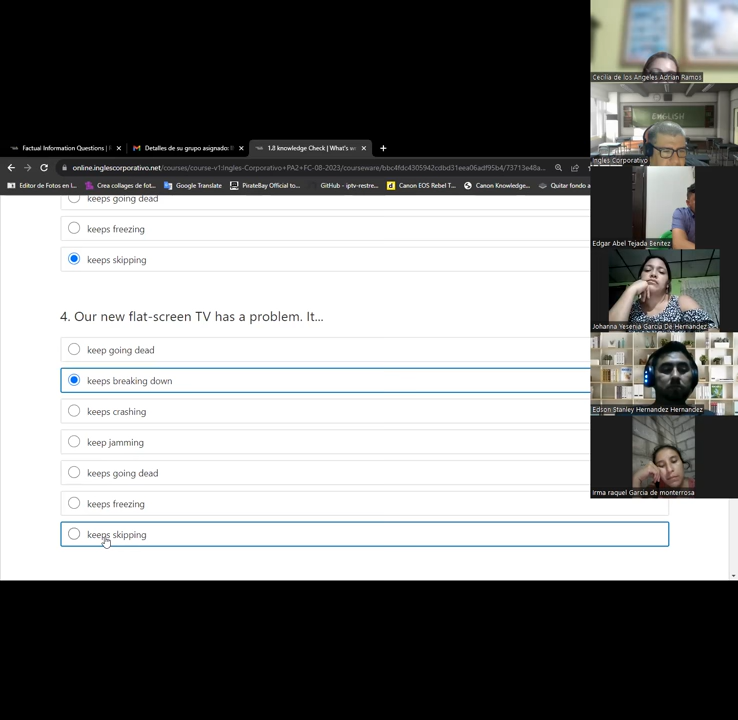 Factual Information Questions |
Detalles de su grupo asignado:
1.8 knowledge Check | What's w
online.inglescorporativo.net/courses/course-v1:Ingles-Corporativo+PA2+FC-08-2023/courseware/bbc4fdc4305942cdbd31eea06adf95b4/73713e48a...
Editor de Fotos en l...
Crea collages de fot...
Google Translate
PirateBay Official to...
GitHub - iptv-restre...
Canon EOS Rebel T...
Canon Knowledge...
Quitar fondo a
keeps going dead
keeps freezing
keeps skipping
4. Our new flat-screen TV has a problem. It...
keep going dead
keeps breaking down
keeps crashing
keep jamming
keeps going dead
keeps freezing
keeps skipping
Cecilia de los Angeles Adrian Ramos
ENGLISH
Ingles Corporativo
Edgar Abel Tejada Benitez
Johanna Yesenia Garcia De Hernandez
Edson Stanley Hernandez Hernandez
Irma raquel Garcia de monterrosa